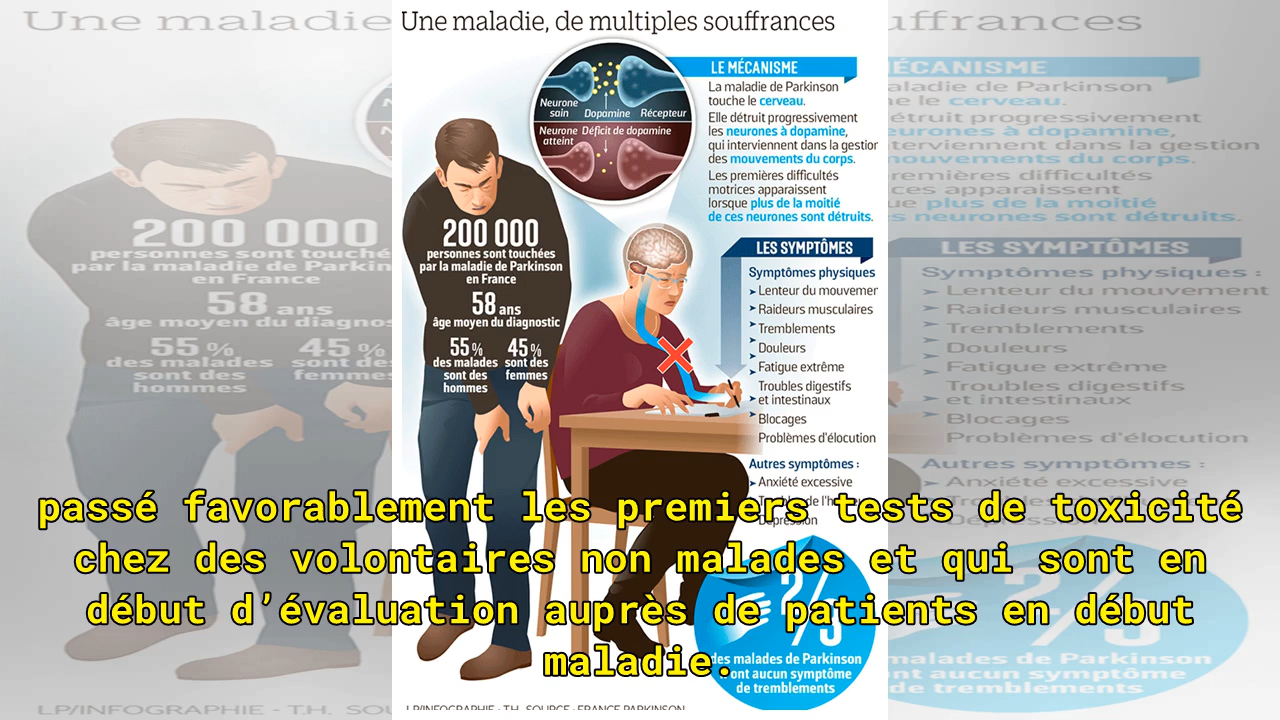 Une maladie, de multiples souffrances
LE MÉCANISME
La maladie de Parkinson
touche le cerveau.
Elle détruit progressivement
les neurones à dopamine,
qui interviennent dans la gestion
des mouvements du corps.
Les premières difficultés
motrices apparaissent
lorsque plus de la moitié
de ces neurones sont détruits.
Neurone
sain
Dopamine
Récepteur
Neurone
atteint
Déficit de dopamine
200 000
personnes sont touchées
par la maladie de Parkinson
en France
58 ans
âge moyen du diagnostic
55 %
des malades
sont des
hommes
45 %
sont des
femmes
LES SYMPTÔMES
Symptômes physiques
Lenteur du mouvemen
Raideurs musculaires
Tremblements
Douleurs
Fatigue extrême
Troubles digestifs
et intestinaux
Blocages
Problèmes d'élocution
Autres symptômes :
Anxiété excessive
Dépression
2/3
des malades de Parkinson
n'ont aucun symptôme
de tremblements
LP/INFOGRAPHIE - T.H. SOURCE : FRANCE PARKINSON
passé favorablement les premiers tests de toxicité
chez des volontaires non malades et qui sont en
début d’évaluation auprès de patients en début
maladie.